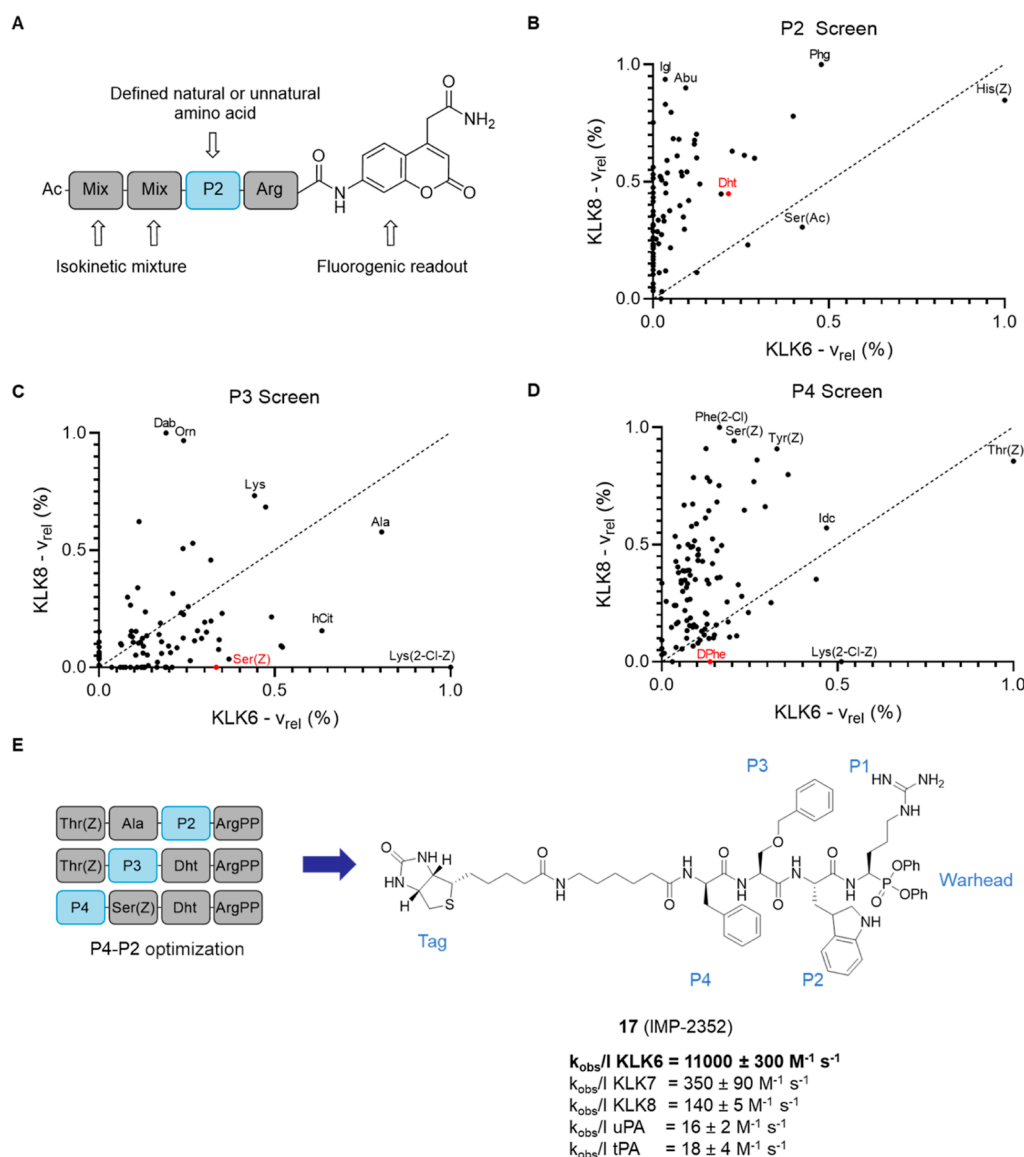 A
Defined natural or unnatural
amino acid
Ac
Mix
Mix
P2
Arg
O
N
H
O
NH2
O
O
Isokinetic mixture
Fluorogenic readout
B
P2 Screen
KLK8 - vrel (%)
1.0
0.5
0.0
Igl
Abu
Phg
His(Z)
Dht
Ser(Ac)
0.0
0.5
1.0
KLK6 - vrel (%)
C
P3 Screen
KLK8 - vrel (%)
1.0
0.5
0.0
Dab
Orn
Lys
Ala
hCit
Ser(Z)
Lys(2-Cl-Z)
0.0
0.5
1.0
KLK6 - vrel (%)
D
P4 Screen
KLK8 - vrel (%)
1.0
0.5
0.0
Phe(2-Cl)
Ser(Z)
Tyr(Z)
Thr(Z)
Idc
DPhe
Lys(2-Cl-Z)
0.0
0.5
1.0
KLK6 - vrel (%)
E
Thr(Z) Ala P2 ArgPP
Thr(Z) P3 Dht ArgPP
P4 Ser(Z) Dht ArgPP
P4-P2 optimization
O
HN
NH
H
H
S
O
N
H
O
H
N
O
N
H
O
O
H
N
O
N
H
HN
NH2
NH
P
O
OPh
OPh
NH
Tag
P4
P3
P2
P1
Warhead
17 (IMP-2352)
kobs/I KLK6 = 11000 ± 300 M-1 s-1
kobs/I KLK7 = 350 ± 90 M-1 s-1
kobs/I KLK8 = 140 ± 5 M-1 s-1
kobs/I uPA = 16 ± 2 M-1 s-1
kobs/I tPA = 18 ± 4 M-1 s-1